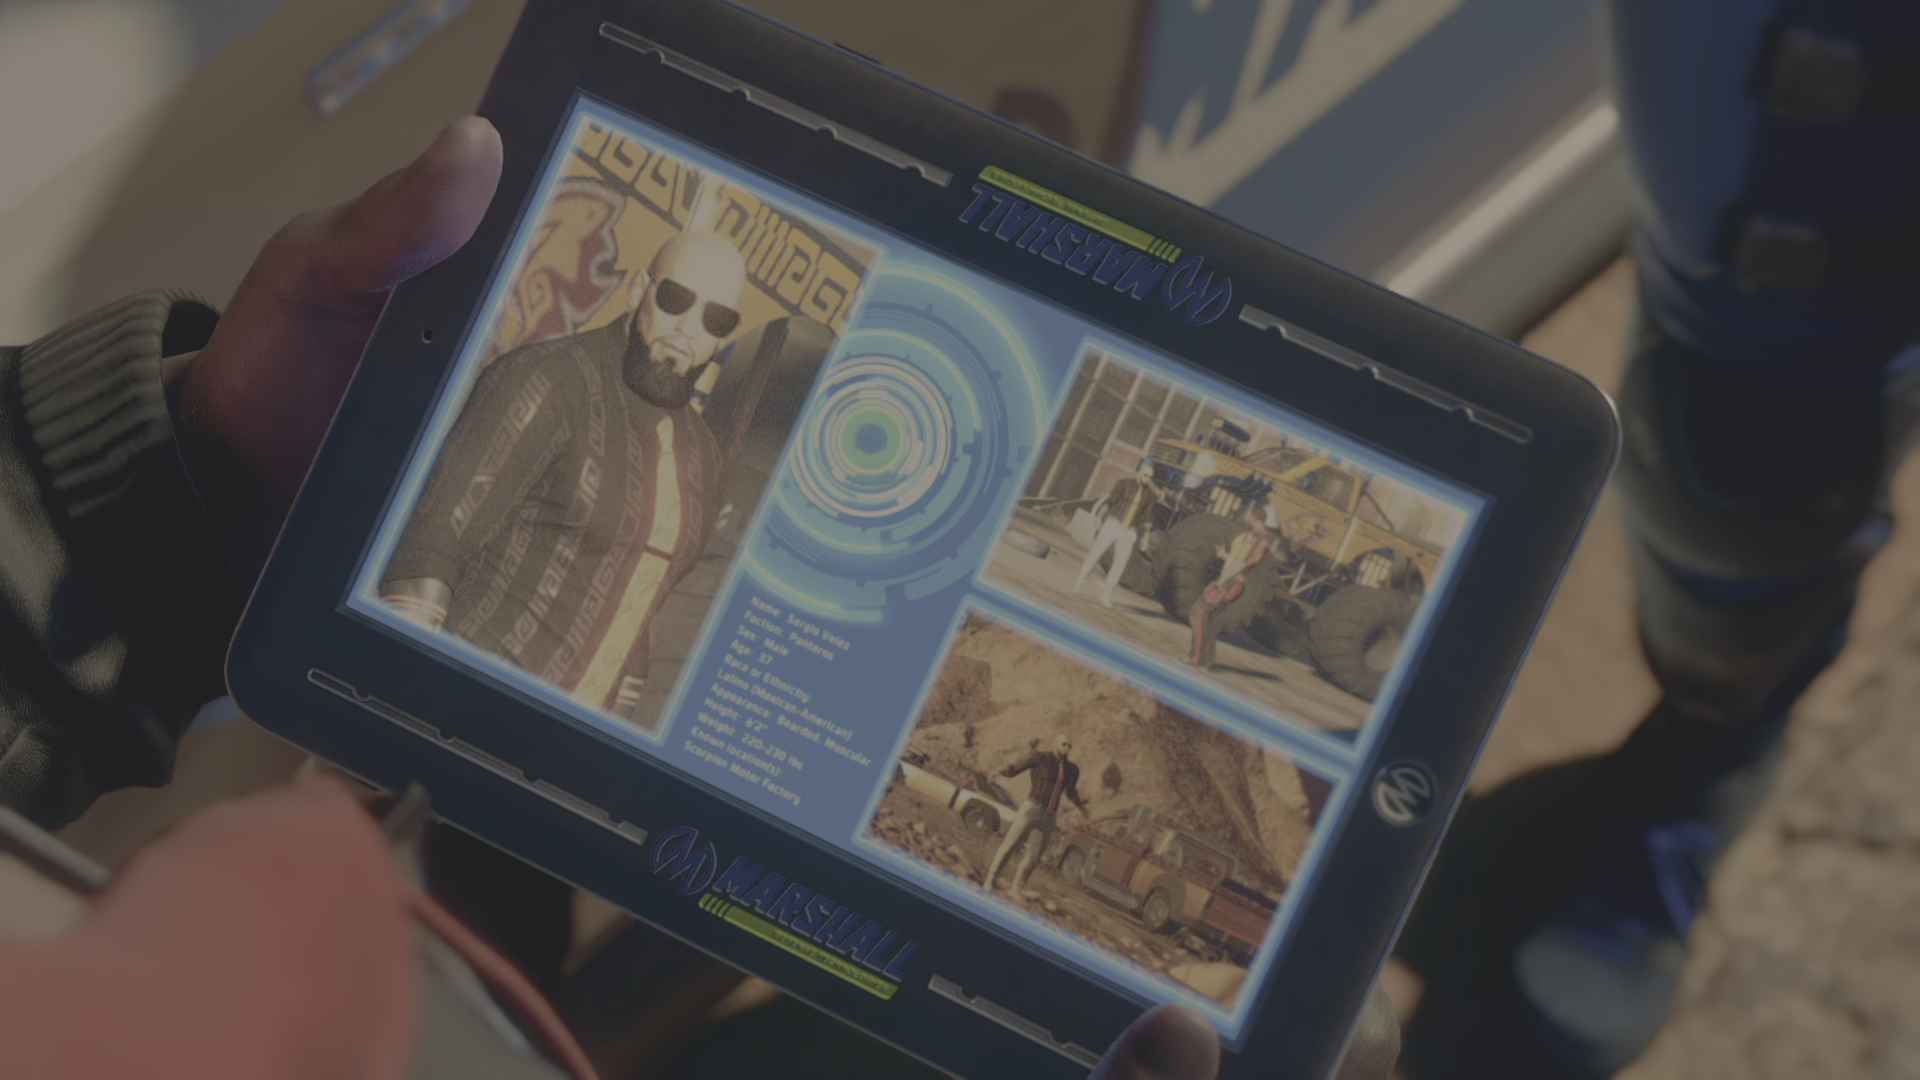 MARSHALL
Name: Sergio Velez
Faction: Panteros
Sex: Male
Age: 37
Race or Ethnicity:
Latino (Mexican-American)
Appearance: Bearded, Muscular
Height: 6'2"
Weight: 220-230 lbs
Known location(s):
Scorpion Motor Factory
MARSHALL